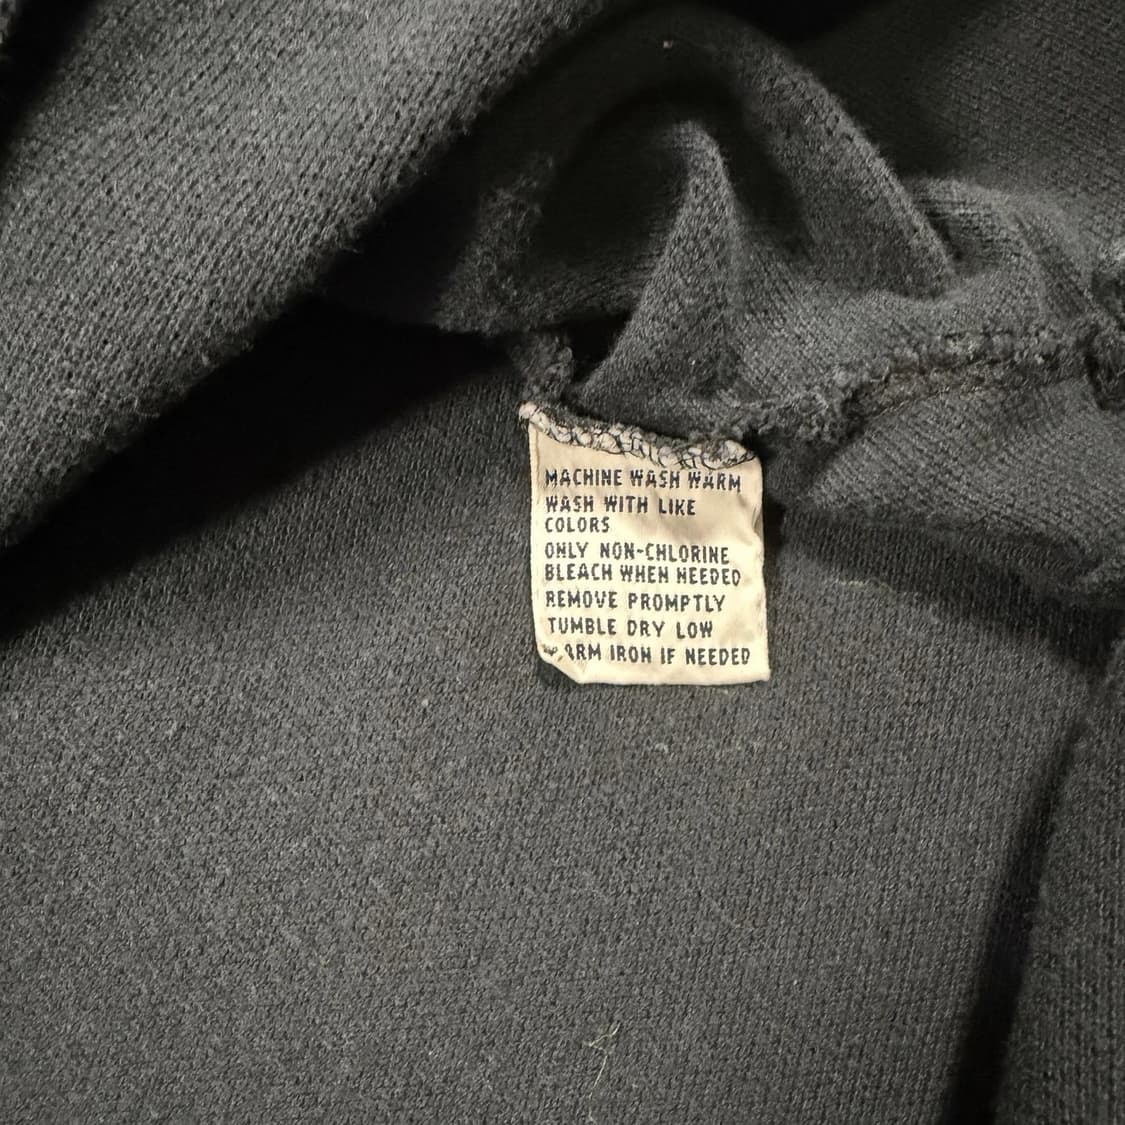 MACHINE WASH WARM
WASH WITH LIKE
COLORS
ONLY NON-CHLORINE
BLEACH WHEN NEEDED
REMOVE PROMPTLY
TUMBLE DRY LOW
WARM IRON IF NEEDED